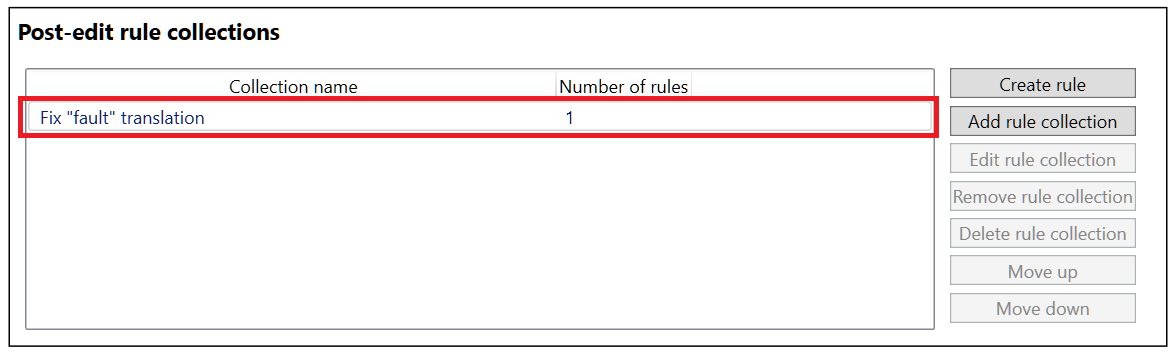 Post-edit rule collections
Collection name Number of rules
Fix "fault" translation 1
Create rule
Add rule collection
Edit rule collection
Remove rule collection
Delete rule collection
Move up
Move down